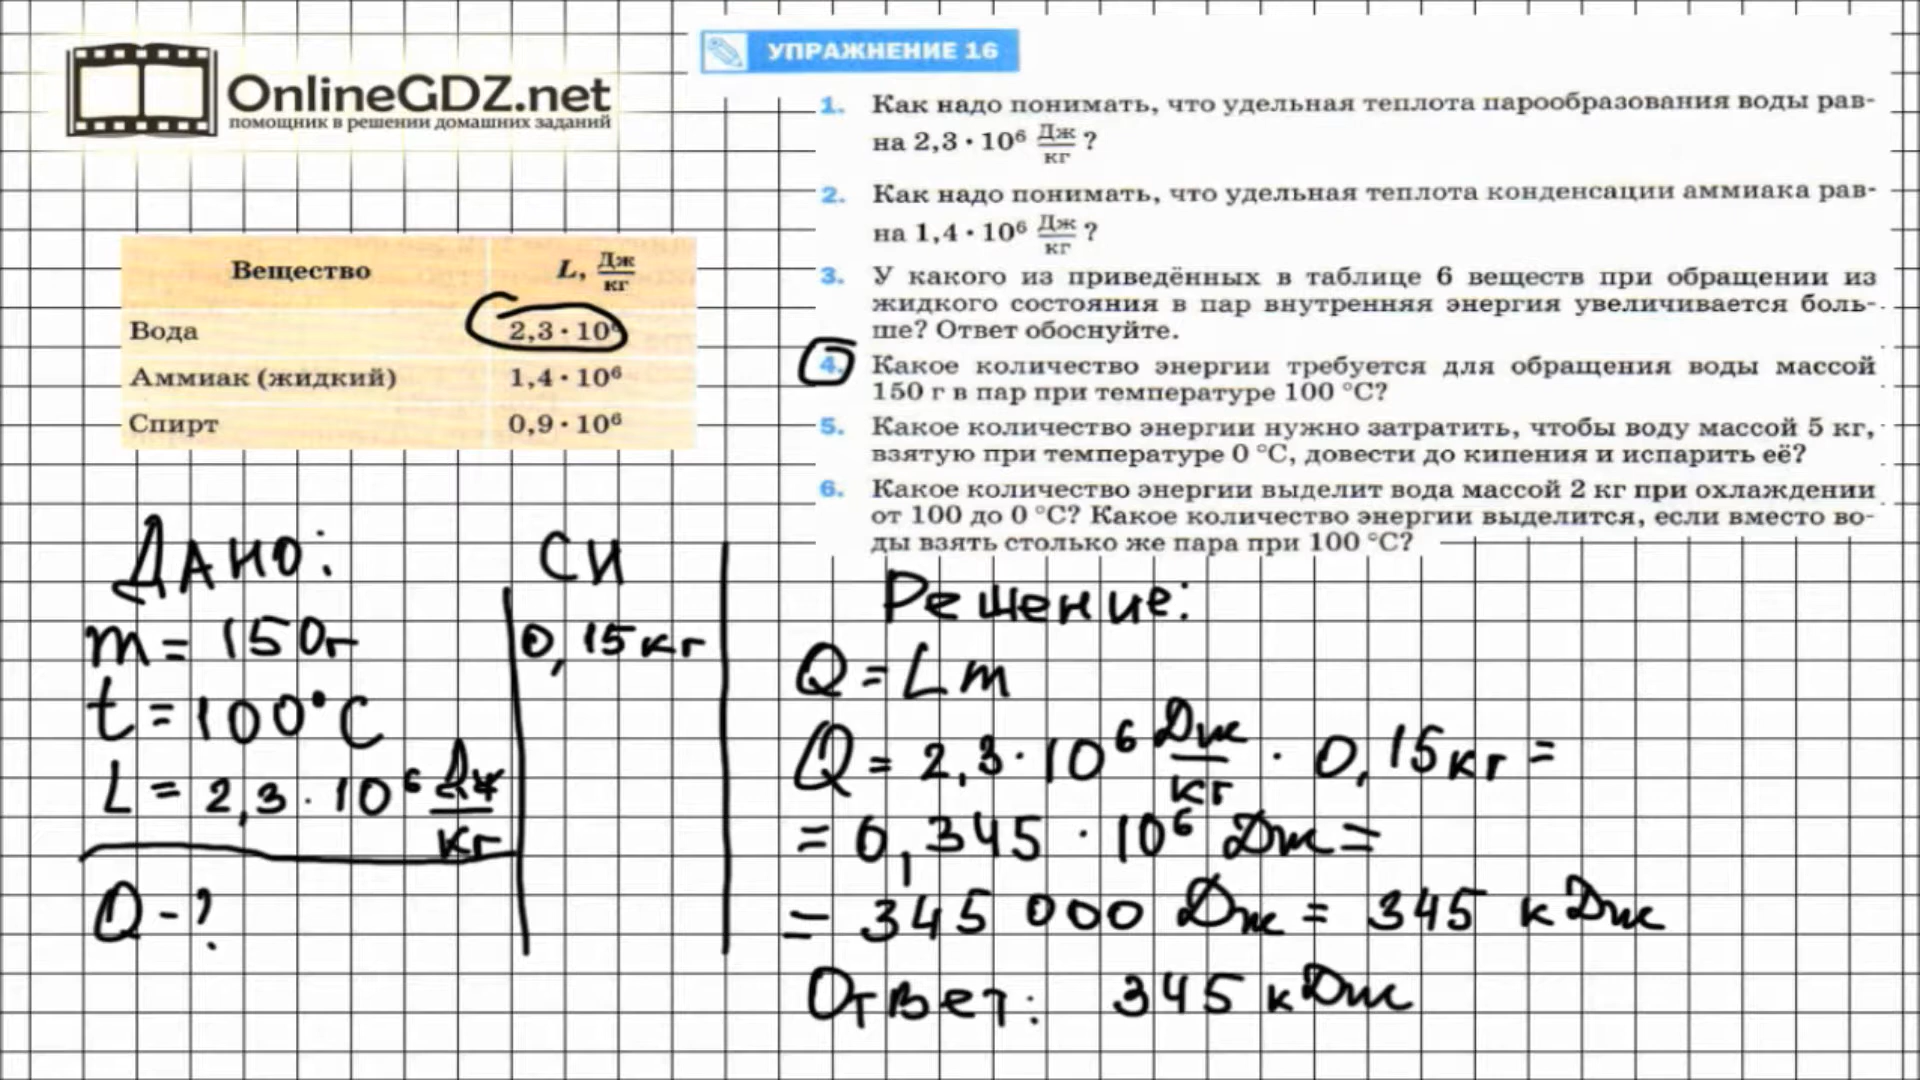 OnlineGDZ.net
помощник в решении домашних заданий
УПРАЖНЕНИЕ 16
1. Как надо понимать, что удельная теплота парообразования воды рав-
на 2,3 · 10⁶ Дж/кг ?
2. Как надо понимать, что удельная теплота конденсации аммиака рав-
на 1,4 · 10⁶ Дж/кг ?
3. У какого из приведённых в таблице 6 веществ при обращении из
жидкого состояния в пар внутренняя энергия увеличивается боль-
ше? Ответ обоснуйте.
4. Какое количество энергии требуется для обращения воды массой
150 г в пар при температуре 100 °С?
5. Какое количество энергии нужно затратить, чтобы воду массой 5 кг,
взятую при температуре 0 °С, довести до кипения и испарить её?
6. Какое количество энергии выделит вода массой 2 кг при охлаждении
от 100 до 0 °С? Какое количество энергии выделится, если вместо во-
ды взять столько же пара при 100 °С?
Вещество L, Дж/кг
Вода 2,3 · 10⁶
Аммиак (жидкий) 1,4 · 10⁶
Спирт 0,9 · 10⁶
Дано: СИ
m = 150г 0,15кг
t = 100°C
L = 2,3 · 10⁶ Дж/кг
Q - ?
Решение:
Q = Lm
Q = 2,3 · 10⁶ Дж/кг · 0,15кг =
= 0,345 · 10⁶ Дж =
= 345 000 Дж = 345 кДж
Ответ: 345 кДж